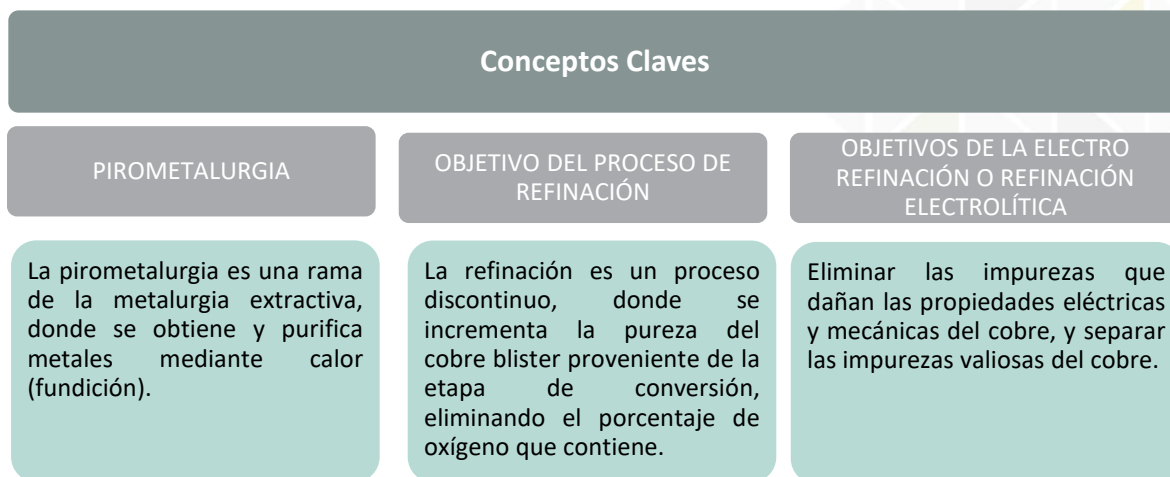 Conceptos Claves
PIROMETALURGIA
La pirometalurgia es una rama
de la metalurgia extractiva,
donde se obtiene y purifica
metales mediante calor
(fundición).
OBJETIVO DEL PROCESO DE
REFINACIÓN
La refinación es un proceso
discontinuo, donde se
incrementa la pureza del
cobre blister proveniente de la
etapa de conversión,
eliminando el porcentaje de
oxígeno que contiene.
OBJETIVOS DE LA ELECTRO
REFINACIÓN O REFINACIÓN
ELECTROLÍTICA
Eliminar las impurezas que
dañan las propiedades eléctricas
y mecánicas del cobre, y separar
las impurezas valiosas del cobre.